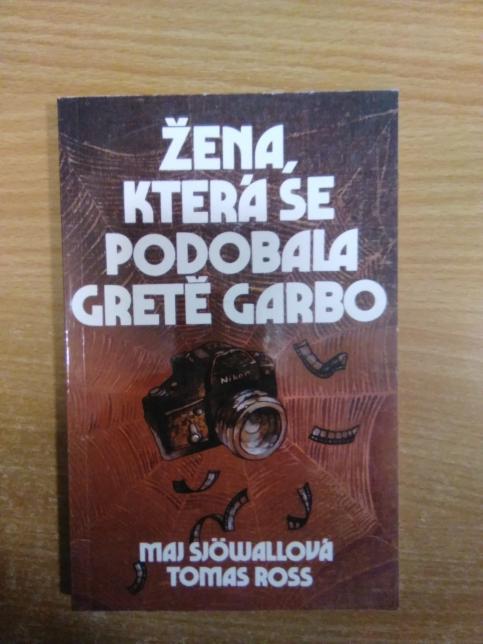 ŽENA,
KTERÁ SE
PODOBALA
GRETĚ GARBO
Nikon
MAJ SJÖWALLOVÁ
TOMAS ROSS